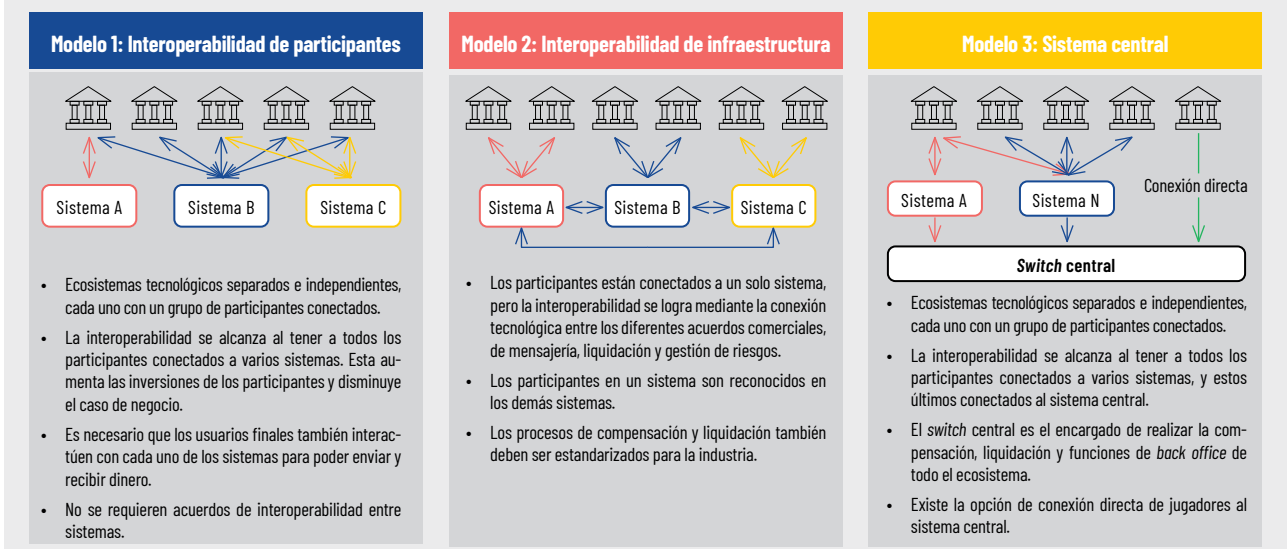 Modelo 1: Interoperabilidad de participantes
Sistema A
Sistema B
Sistema C
• Ecosistemas tecnológicos separados e independientes,
cada uno con un grupo de participantes conectados.
• La interoperabilidad se alcanza al tener a todos los
participantes conectados a varios sistemas. Esta au-
menta las inversiones de los participantes y disminuye
el caso de negocio.
• Es necesario que los usuarios finales también interac-
túen con cada uno de los sistemas para poder enviar y
recibir dinero.
• No se requieren acuerdos de interoperabilidad entre
sistemas.
Modelo 2: Interoperabilidad de infraestructura
Sistema A
Sistema B
Sistema C
• Los participantes están conectados a un solo sistema,
pero la interoperabilidad se logra mediante la conexión
tecnológica entre los diferentes acuerdos comerciales,
de mensajería, liquidación y gestión de riesgos.
• Los participantes en un sistema son reconocidos en
los demás sistemas.
• Los procesos de compensación y liquidación también
deben ser estandarizados para la industria.
Modelo 3: Sistema central
Conexión directa
Sistema A
Sistema N
Switch central
• Ecosistemas tecnológicos separados e independientes,
cada uno con un grupo de participantes conectados.
• La interoperabilidad se alcanza al tener a todos los
participantes conectados a varios sistemas, y estos
últimos conectados al sistema central.
• El switch central es el encargado de realizar la com-
pensación, liquidación y funciones de back office de
todo el ecosistema.
• Existe la opción de conexión directa de jugadores al
sistema central.